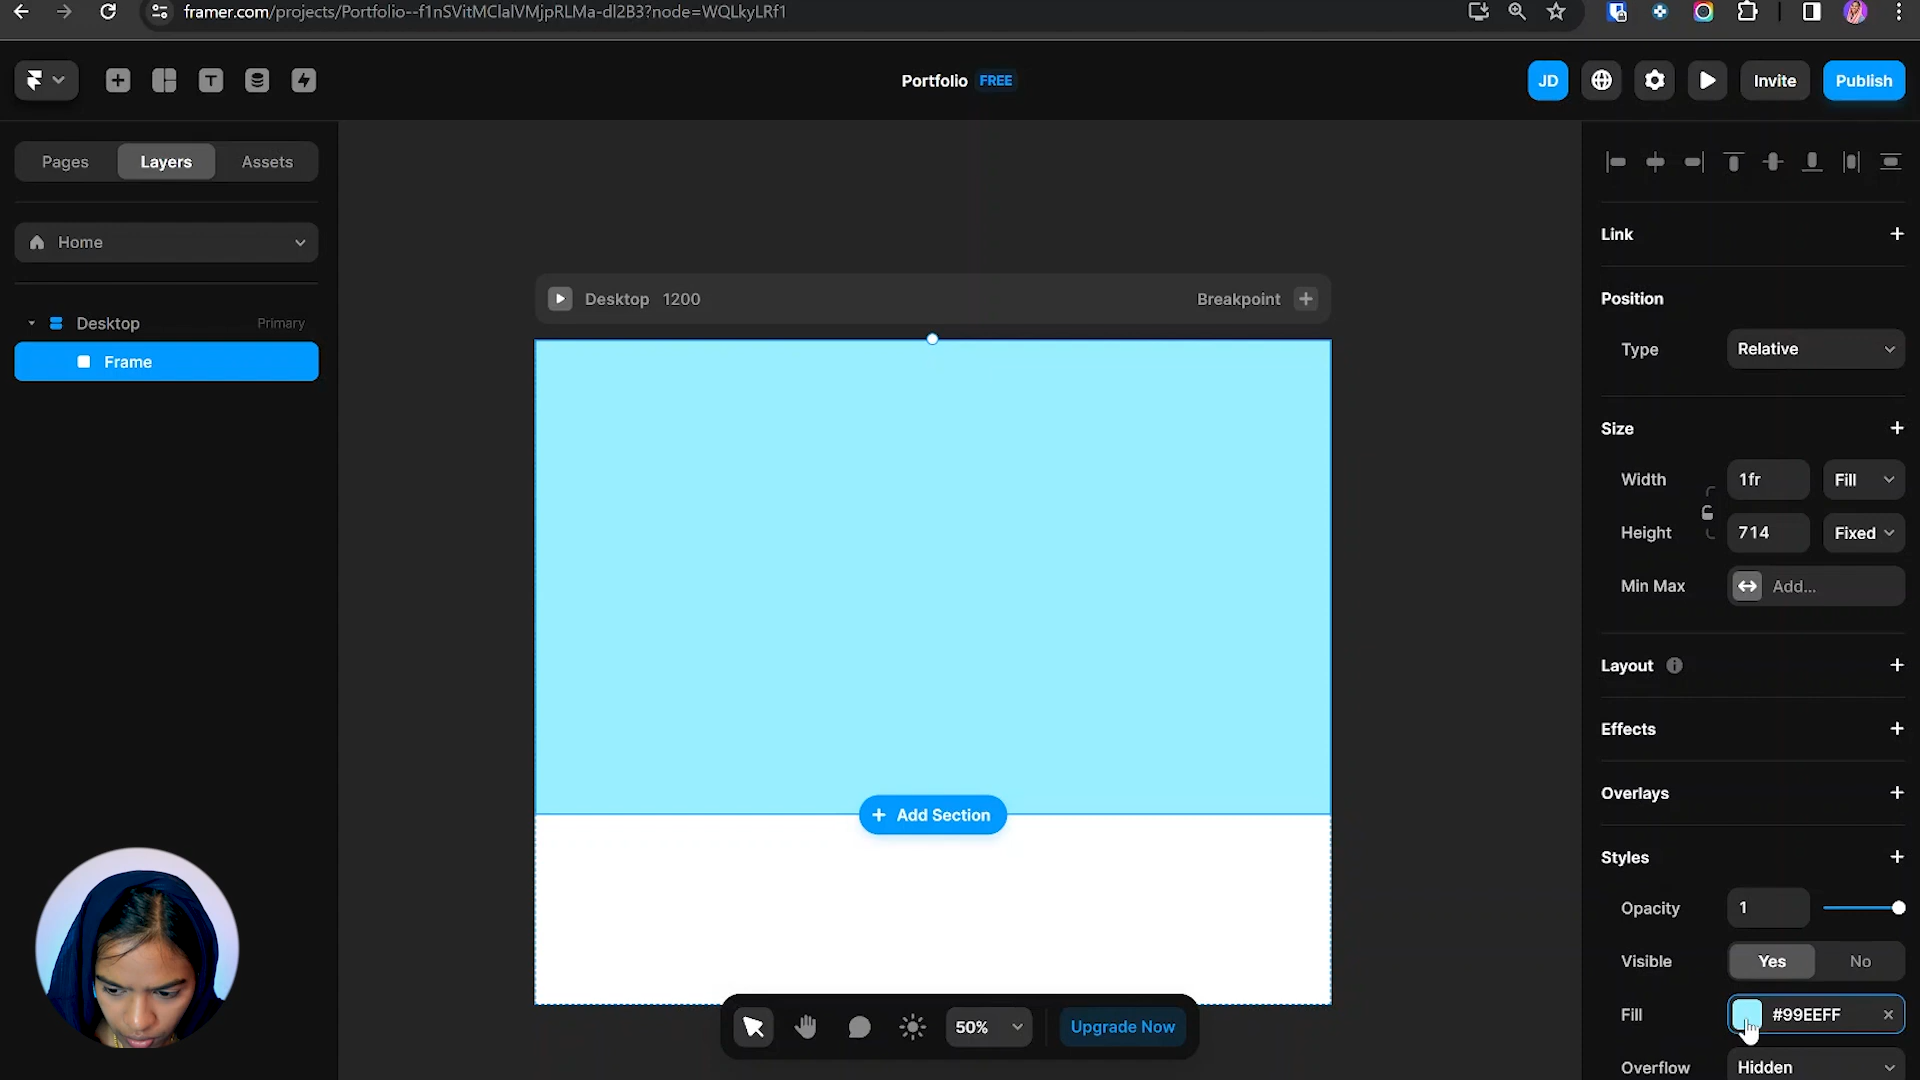 framer.com/projects/Portfolio--f1nSVitMClalVMjpRLMa-dl2B3?node=WQLkyLRf1
Portfolio FREE
JD
Invite
Publish
Pages
Layers
Assets
Home
Desktop
Primary
Frame
Desktop 1200
Breakpoint
Add Section
50%
Upgrade Now
Link
Position
Type
Relative
Size
Width
1fr
Fill
Height
714
Fixed
Min Max
Add...
Layout
Effects
Overlays
Styles
Opacity
1
Visible
Yes
No
Fill
#99EEFF
Overflow
Hidden